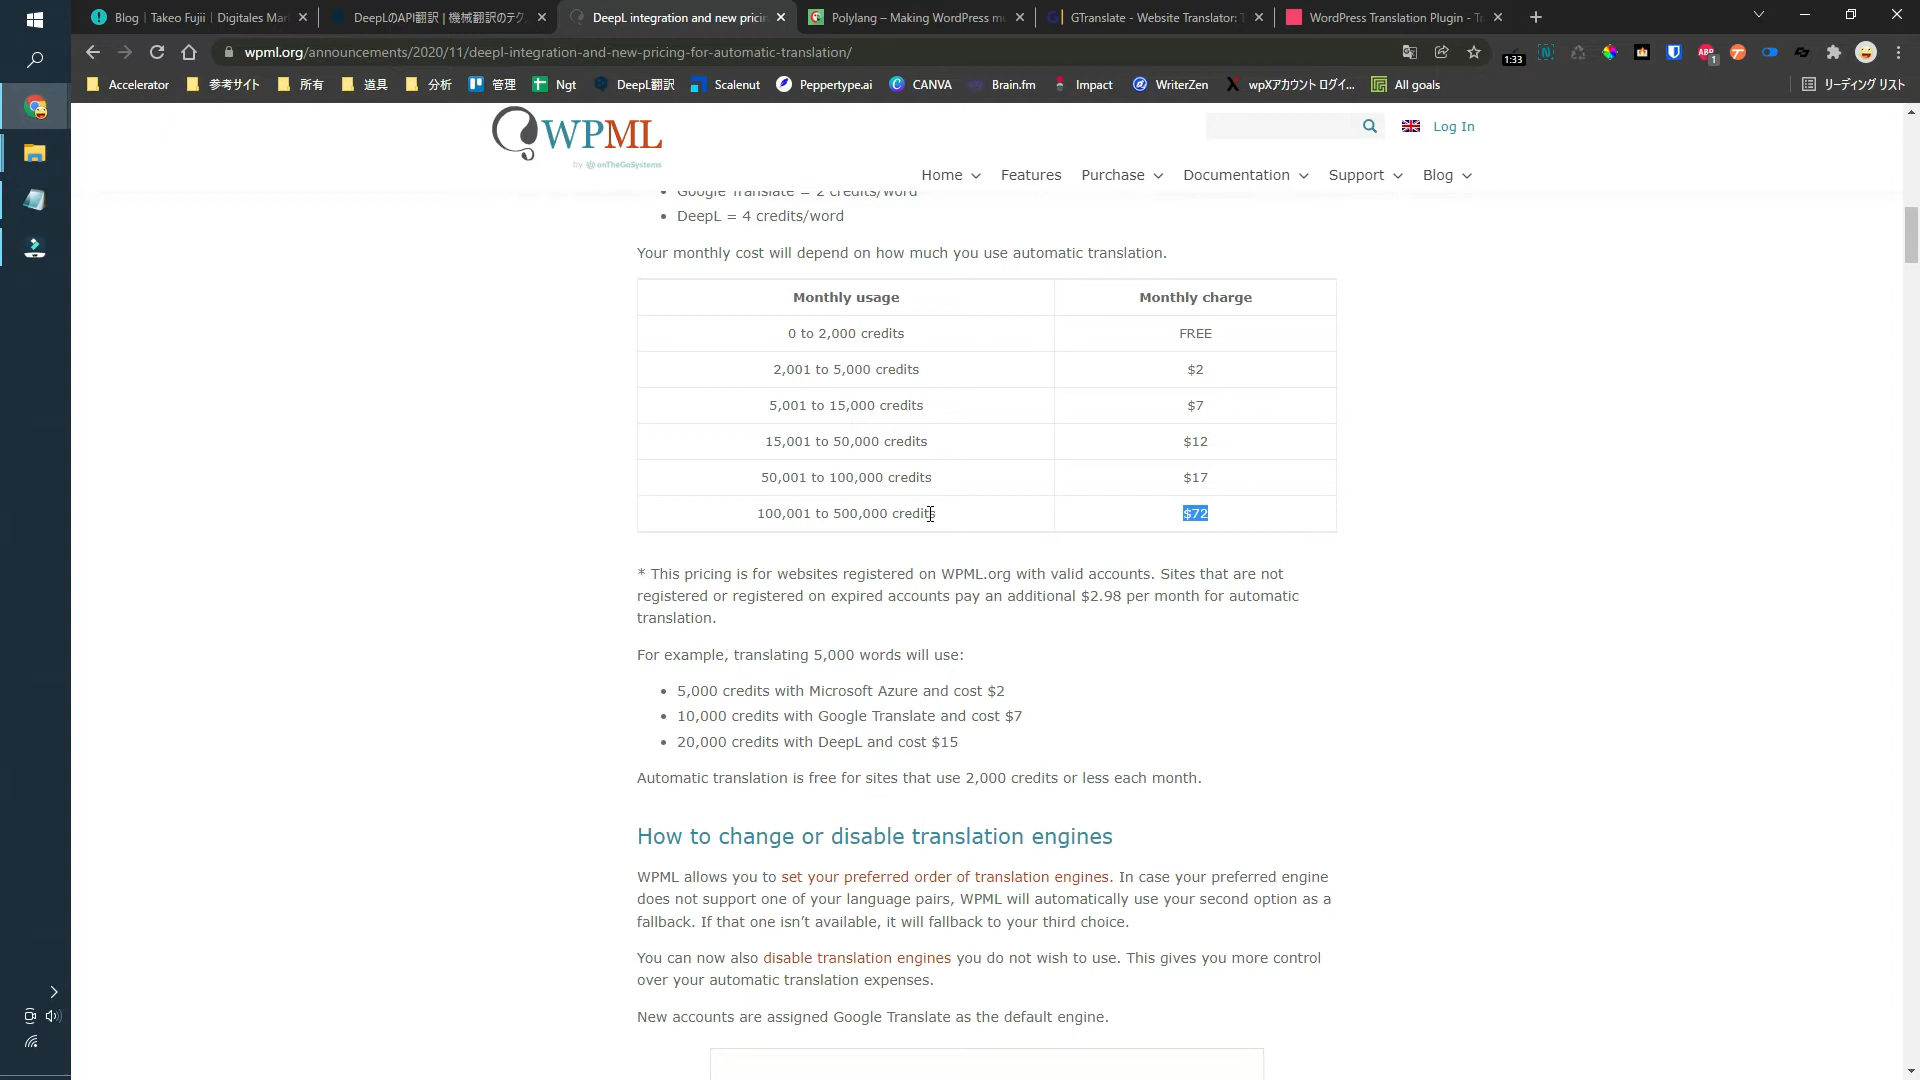 Blog | Takeo Fujii | Digitales Mar
DeepLのAPI翻訳 | 機械翻訳のテク
DeepL integration and new pricin
Polylang – Making WordPress mu
GTranslate - Website Translator: T
WordPress Translation Plugin - Tr
wpml.org/announcements/2020/11/deepl-integration-and-new-pricing-for-automatic-translation/
1:33
1
Accelerator
参考サイト
所有
道具
分析
管理
Ngt
DeepL翻訳
Scalenut
Peppertype.ai
CANVA
Brain.fm
Impact
WriterZen
wpXアカウント ログイ...
All goals
リーディング リスト
WPML
by onTheGoSystems
Log In
Home
Features
Purchase
Documentation
Support
Blog
Google Translate = 2 credits/word
DeepL = 4 credits/word
Your monthly cost will depend on how much you use automatic translation.
Monthly usage Monthly charge
0 to 2,000 credits FREE
2,001 to 5,000 credits $2
5,001 to 15,000 credits $7
15,001 to 50,000 credits $12
50,001 to 100,000 credits $17
100,001 to 500,000 credits $72
* This pricing is for websites registered on WPML.org with valid accounts. Sites that are not
registered or registered on expired accounts pay an additional $2.98 per month for automatic
translation.
For example, translating 5,000 words will use:
5,000 credits with Microsoft Azure and cost $2
10,000 credits with Google Translate and cost $7
20,000 credits with DeepL and cost $15
Automatic translation is free for sites that use 2,000 credits or less each month.
How to change or disable translation engines
WPML allows you to set your preferred order of translation engines. In case your preferred engine
does not support one of your language pairs, WPML will automatically use your second option as a
fallback. If that one isn’t available, it will fallback to your third choice.
You can now also disable translation engines you do not wish to use. This gives you more control
over your automatic translation expenses.
New accounts are assigned Google Translate as the default engine.